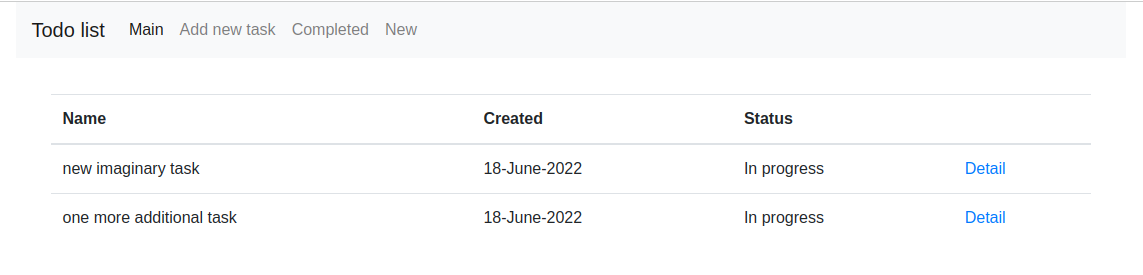 Todo list Main Add new task Completed New
Name Created Status
new imaginary task 18-June-2022 In progress Detail
one more additional task 18-June-2022 In progress Detail